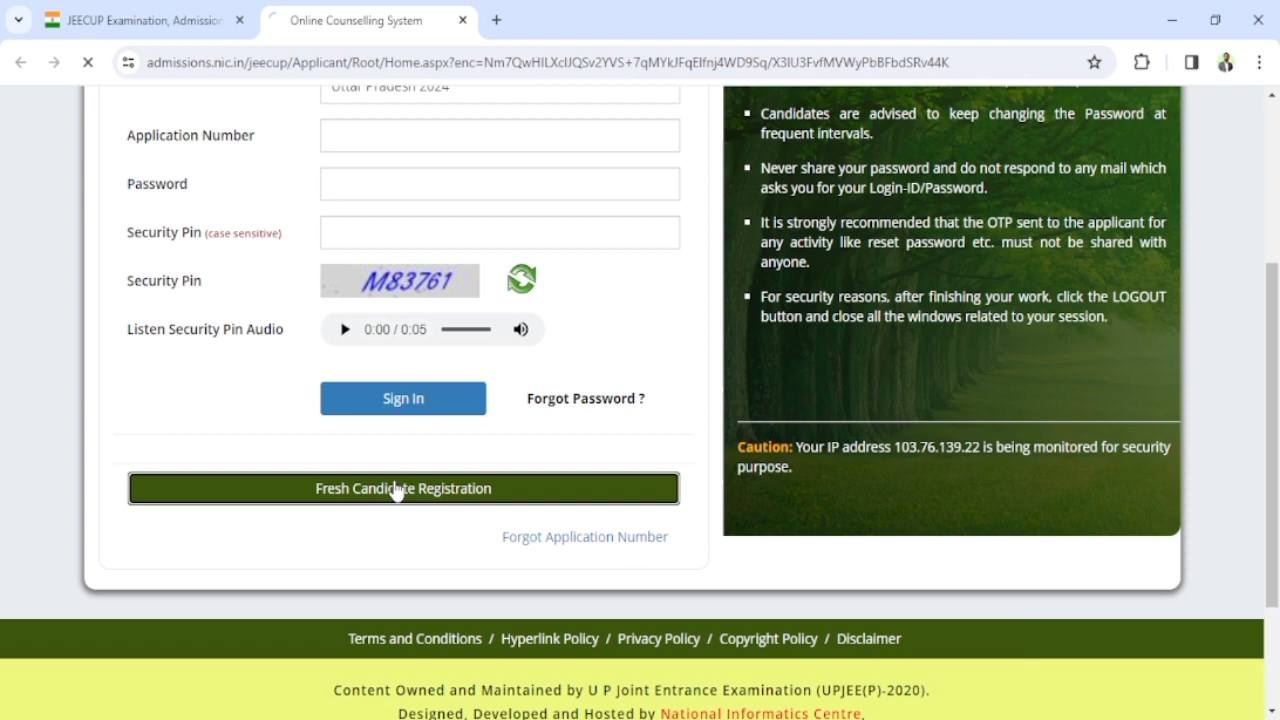 JEECUP Examination, Admission
Online Counselling System
admissions.nic.in/jeecup/Applicant/Root/Home.aspx?enc=Nm7QwHILXclJQSv2YVS+7qMYkJFqElfnj4WD9Sq/X3IU3FvfMVWyPbBFbdSRv44K
Uttar Pradesh 2024
Application Number
Password
Security Pin (case sensitive)
Security Pin
M83761
Listen Security Pin Audio
0:00 / 0:05
Sign In
Forgot Password ?
Fresh Candidate Registration
Forgot Application Number
Candidates are advised to keep changing the Password at
frequent intervals.
Never share your password and do not respond to any mail which
asks you for your Login-ID/Password.
It is strongly recommended that the OTP sent to the applicant for
any activity like reset password etc. must not be shared with
anyone.
For security reasons, after finishing your work, click the LOGOUT
button and close all the windows related to your session.
Caution: Your IP address 103.76.139.22 is being monitored for security
purpose.
Terms and Conditions / Hyperlink Policy / Privacy Policy / Copyright Policy / Disclaimer
Content Owned and Maintained by U P Joint Entrance Examination (UPJEE(P)-2020).
Designed, Developed and Hosted by National Informatics Centre,